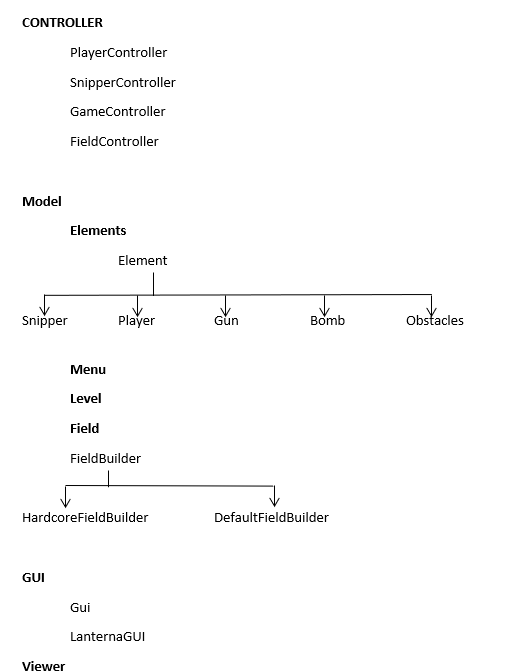 CONTROLLER
PlayerController
SnipperController
GameController
FieldController
Model
Elements
Element
Snipper Player Gun Bomb Obstacles
Menu
Level
Field
FieldBuilder
HardcoreFieldBuilder DefaultFieldBuilder
GUI
Gui
LanternaGUI
Viewer